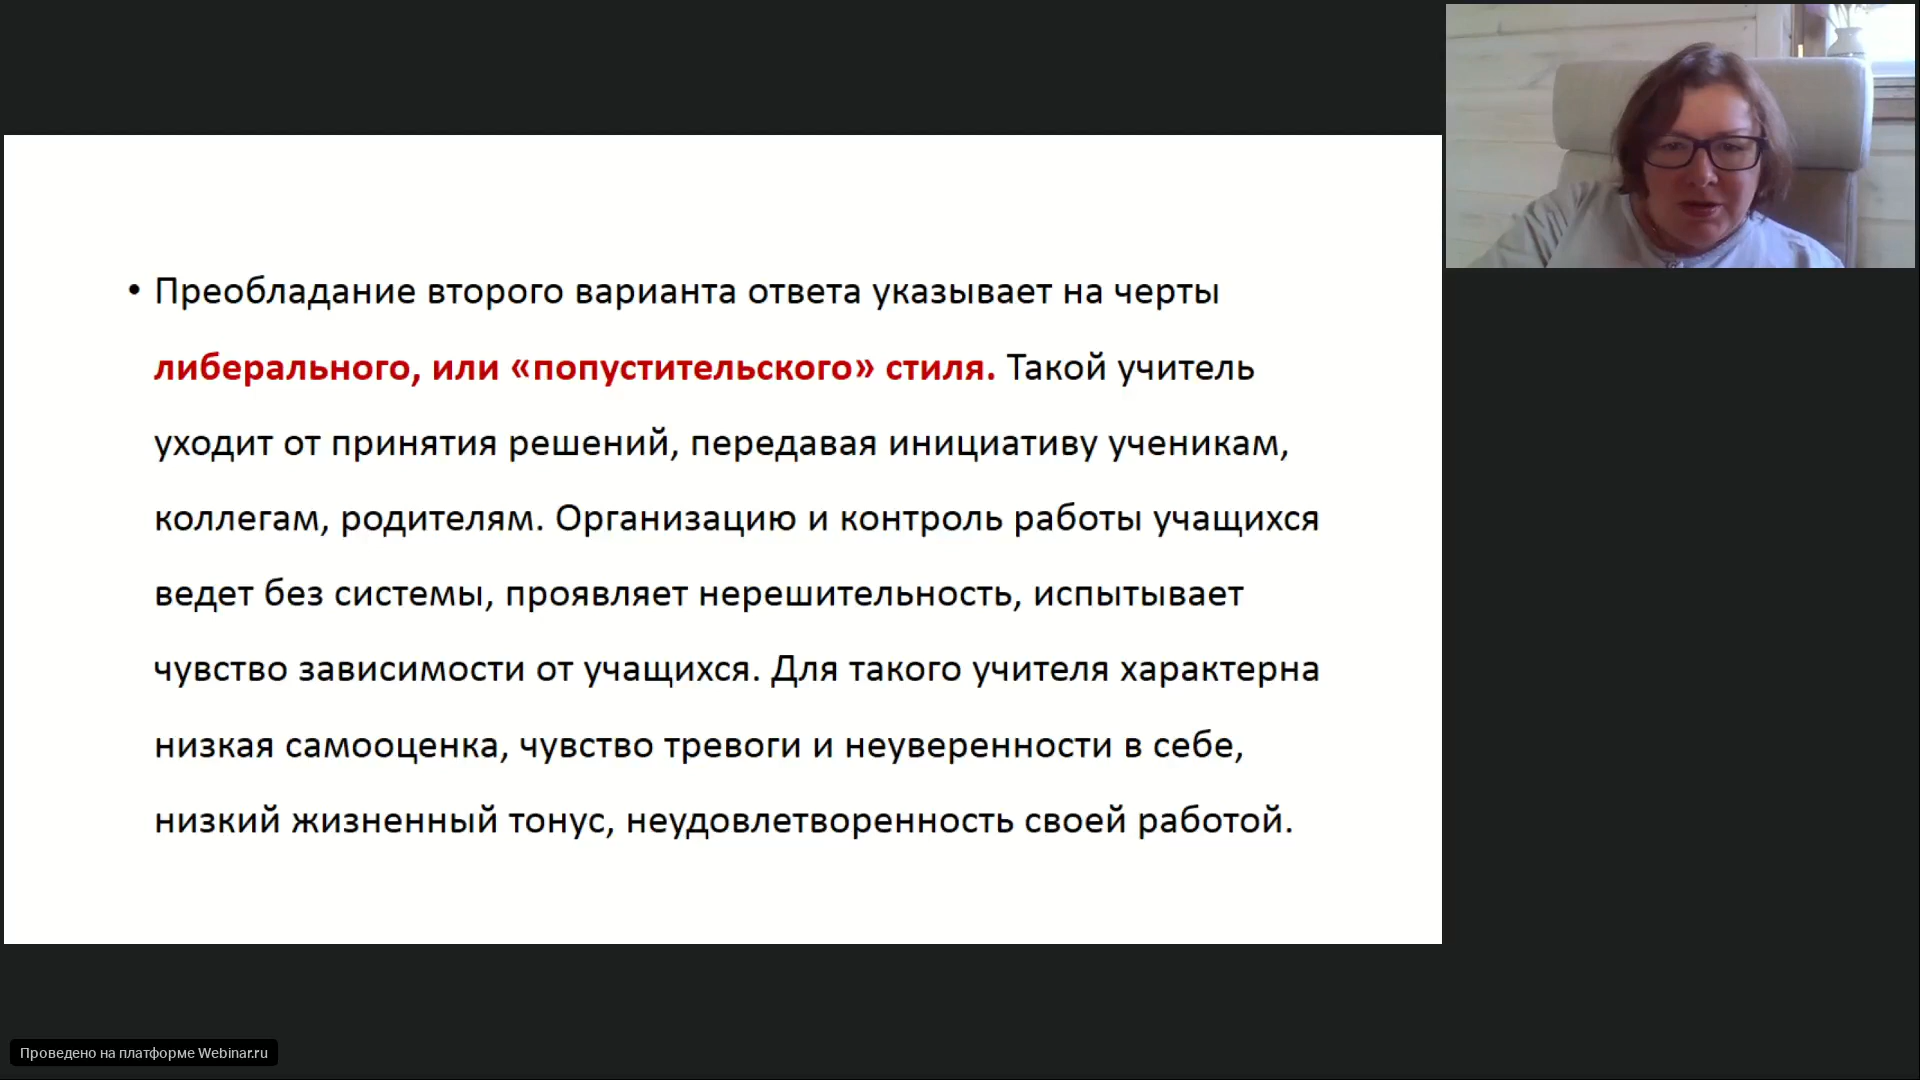 • Преобладание второго варианта ответа указывает на черты
либерального, или «попустительского» стиля. Такой учитель
уходит от принятия решений, передавая инициативу ученикам,
коллегам, родителям. Организацию и контроль работы учащихся
ведет без системы, проявляет нерешительность, испытывает
чувство зависимости от учащихся. Для такого учителя характерна
низкая самооценка, чувство тревоги и неуверенности в себе,
низкий жизненный тонус, неудовлетворенность своей работой.
Проведено на платформе Webinar.ru